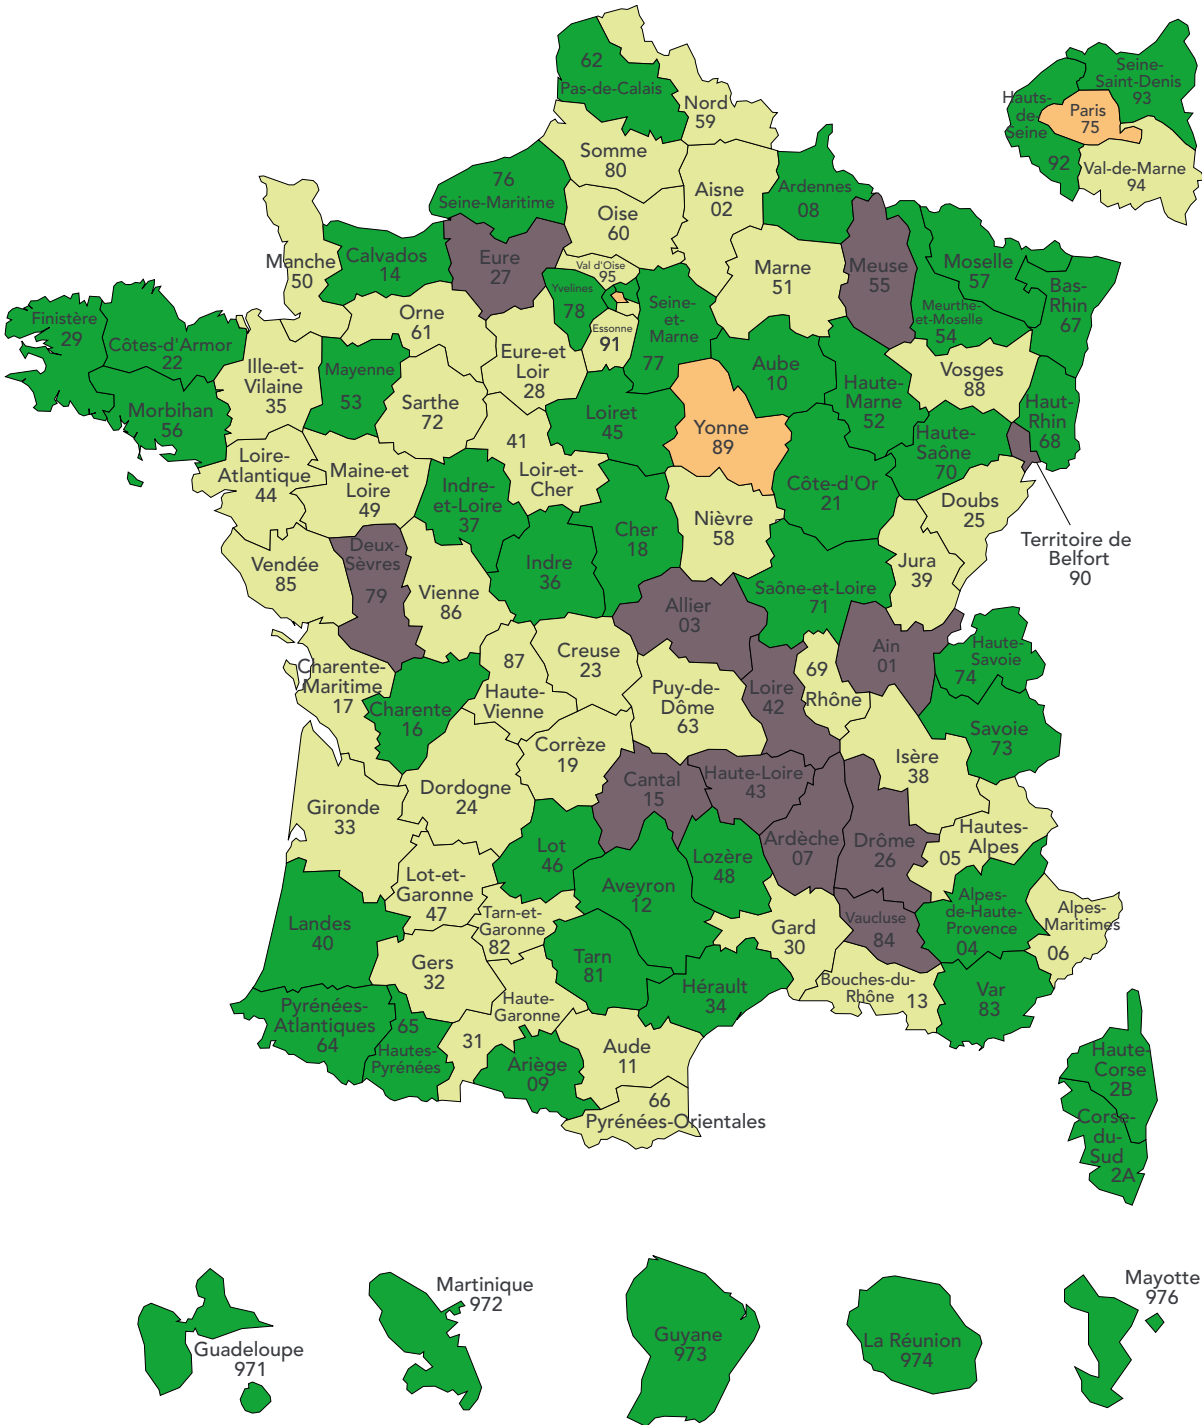 62
Pas-de-Calais
Nord
59
Seine-
Saint-Denis
93
Hauts-
de-
Seine
92
Paris
75
Val-de-Marne
94
Somme
80
76
Seine-Maritime
Oise
60
Aisne
02
Ardennes
08
Manche
50
Calvados
14
Eure
27
Val d'Oise
95
Yvelines
78
Essonne
91
Seine-
et-
Marne
77
Marne
51
Meuse
55
Moselle
57
Meurthe-
et-Moselle
54
Bas-
Rhin
67
Finistère
29
Côtes-d'Armor
22
Morbihan
56
Ille-et-
Vilaine
35
Mayenne
53
Orne
61
Sarthe
72
Eure-et
Loir
28
Loiret
45
Yonne
89
Aube
10
Haute-
Marne
52
Vosges
88
Haut-
Rhin
68
Haute-
Saône
70
Loire-
Atlantique
44
Maine-et
Loire
49
Indre-
et-Loire
37
41
Loir-et-
Cher
Cher
18
Nièvre
58
Côte-d'Or
21
Doubs
25
Territoire de
Belfort
90
Jura
39
Vendée
85
Deux-
Sèvres
79
Vienne
86
Indre
36
Allier
03
Saône-et-Loire
71
Ain
01
Haute-
Savoie
74
Savoie
73
Charente-
Maritime
17
Charente
16
87
Haute-
Vienne
Creuse
23
Puy-de-
Dôme
63
Loire
42
69
Rhône
Isère
38
Gironde
33
Dordogne
24
Corrèze
19
Cantal
15
Haute-Loire
43
Ardèche
07
Drôme
26
Hautes-
Alpes
05
Lot
46
Lot-et-
Garonne
47
Tarn-et-
Garonne
82
Aveyron
12
Lozère
48
Gard
30
Vaucluse
84
Alpes-
de-Haute-
Provence
04
Alpes-
Maritimes
06
Landes
40
Gers
32
Haute-
Garonne
31
Tarn
81
Hérault
34
Bouches-du-
Rhône 13
Var
83
Pyrénées-
Atlantiques
64
65
Hautes-
Pyrénées
Ariège
09
Aude
11
66
Pyrénées-Orientales
Haute-
Corse
2B
Corse-
du-
Sud
2A
Guadeloupe
971
Martinique
972
Guyane
973
La Réunion
974
Mayotte
976